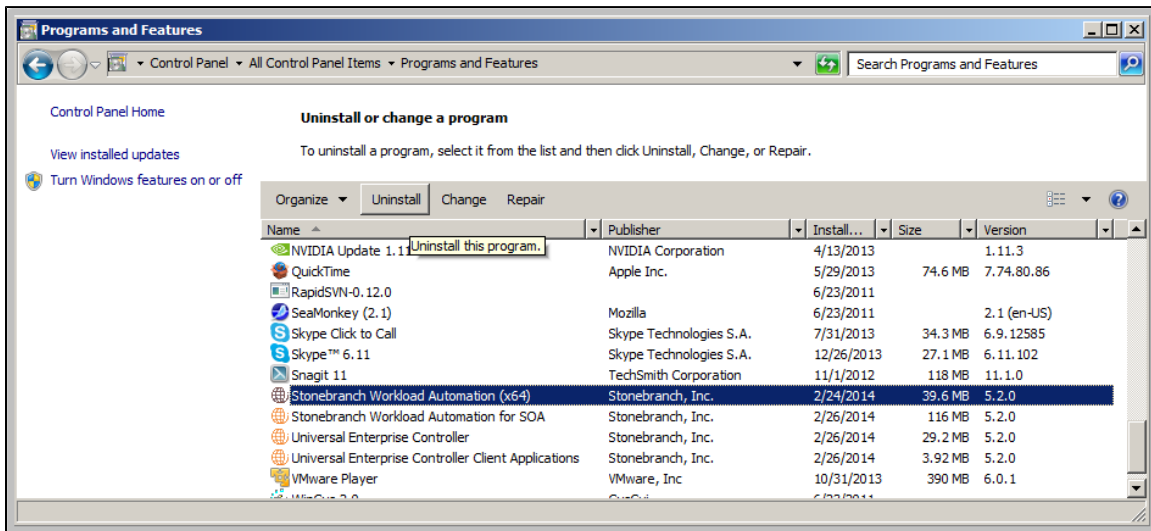 Programs and Features
Control Panel All Control Panel Items Programs and Features Search Programs and Features
Control Panel Home
Uninstall or change a program
View installed updates
To uninstall a program, select it from the list and then click Uninstall, Change, or Repair.
Turn Windows features on or off
Organize Uninstall Change Repair
Name Publisher Install... Size Version
Uninstall this program.
NVIDIA Update 1.11 NVIDIA Corporation 4/13/2013 1.11.3
QuickTime Apple Inc. 5/29/2013 74.6 MB 7.74.80.86
RapidSVN-0.12.0 6/23/2011
SeaMonkey (2.1) Mozilla 6/23/2011 2.1 (en-US)
Skype Click to Call Skype Technologies S.A. 7/31/2013 34.3 MB 6.9.12585
Skype™ 6.11 Skype Technologies S.A. 12/26/2013 27.1 MB 6.11.102
Snagit 11 TechSmith Corporation 11/1/2012 118 MB 11.1.0
Stonebranch Workload Automation (x64) Stonebranch, Inc. 2/24/2014 39.6 MB 5.2.0
Stonebranch Workload Automation for SOA Stonebranch, Inc. 2/26/2014 116 MB 5.2.0
Universal Enterprise Controller Stonebranch, Inc. 2/26/2014 29.2 MB 5.2.0
Universal Enterprise Controller Client Applications Stonebranch, Inc. 2/26/2014 3.92 MB 5.2.0
VMware Player VMware, Inc 10/31/2013 390 MB 6.0.1